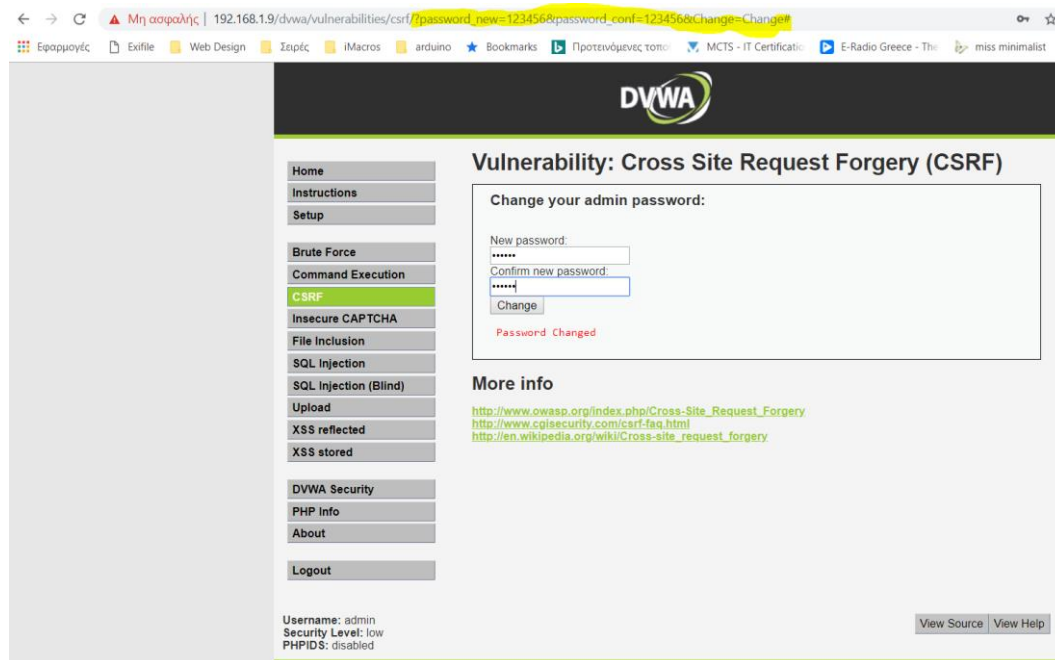 Μη ασφαλής | 192.168.1.9/dvwa/vulnerabilities/csrf/?password_new=123456&password_conf=123456&Change=Change#
Εφαρμογές Exifile Web Design Σειρές iMacros arduino Bookmarks Προτεινόμενες τοπο MCTS - IT Certificatio E-Radio Greece - The miss minimalist
DVWA
Home
Instructions
Setup
Brute Force
Command Execution
CSRF
Insecure CAPTCHA
File Inclusion
SQL Injection
SQL Injection (Blind)
Upload
XSS reflected
XSS stored
DVWA Security
PHP Info
About
Logout
Vulnerability: Cross Site Request Forgery (CSRF)
Change your admin password:
New password:
••••••
Confirm new password:
••••••
Change
Password Changed
More info
http://www.owasp.org/index.php/Cross-Site_Request_Forgery
http://www.cgisecurity.com/csrf-faq.html
http://en.wikipedia.org/wiki/Cross-site_request_forgery
Username: admin
Security Level: low
PHPIDS: disabled
View Source View Help